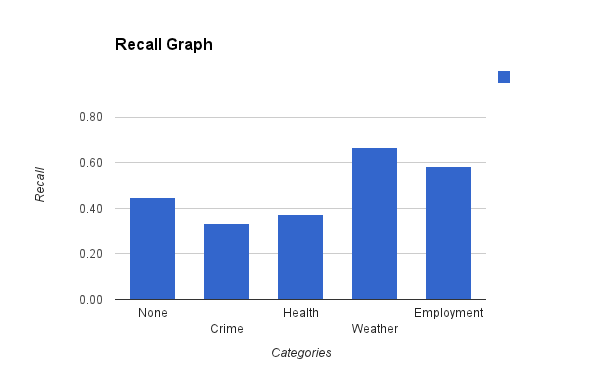 Recall Graph
0.80
0.60
0.40
0.20
0.00
Recall
None
Crime
Health
Weather
Employment
Categories